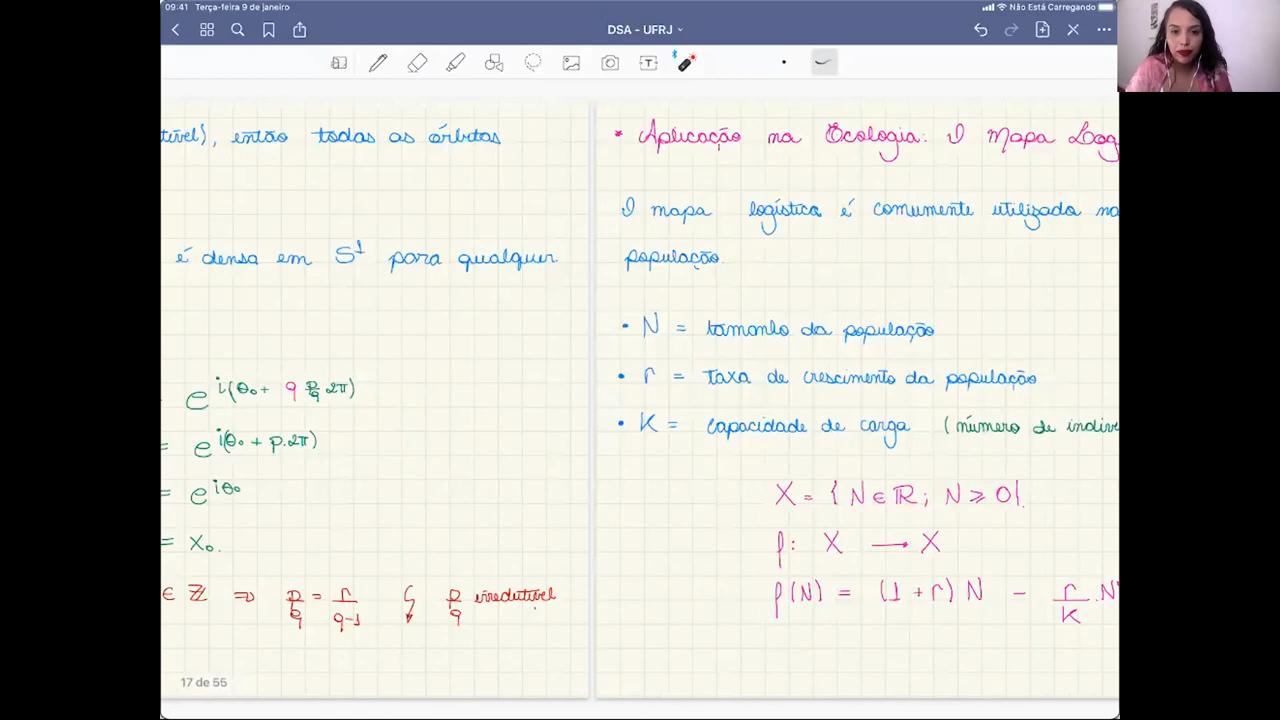 09:41 Terça-feira 9 de janeiro
Não Está Carregando
DSA - UFRJ
tível), então todas as órbitas
é densa em S¹ para qualquer
e^{i(θ₀ + q p/q 2π)}
= e^{i(θ₀ + p.2π)}
= e^{iθ₀}
= x₀.
∈ ℤ ⇒ p/q = r/(q-1) p/q irredutível
17 de 55
* Aplicação na Ecologia: O Mapa Log
O mapa logístico é comumente utilizado na
população.
• N = tamanho da população
• r = taxa de crescimento da população
• K = capacidade de carga (número de indiví
X = { N ∈ ℝ; N ⩾ 0}.
f: X → X
f(N) = (1 + r) N - r/K .N